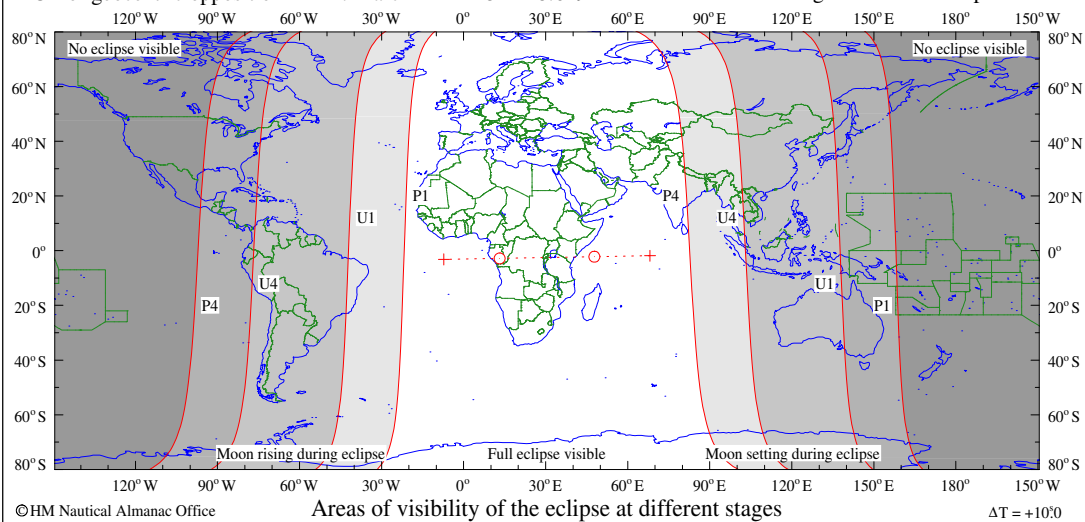 120°W 90°W 60°W 30°W 0° 30°E 60°E 90°E 120°E 150°E 180° 150°W
80°N 80°N
No eclipse visible No eclipse visible
60°N 60°N
40°N 40°N
20°N P1 P4 20°N
U1 U4
0° 0°
U4 U1
20°S P4 P1 20°S
40°S 40°S
60°S 60°S
Moon rising during eclipse Full eclipse visible Moon setting during eclipse
80°S 80°S
120°W 90°W 60°W 30°W 0° 30°E 60°E 90°E 120°E 150°E 180° 150°W
©HM Nautical Almanac Office Areas of visibility of the eclipse at different stages